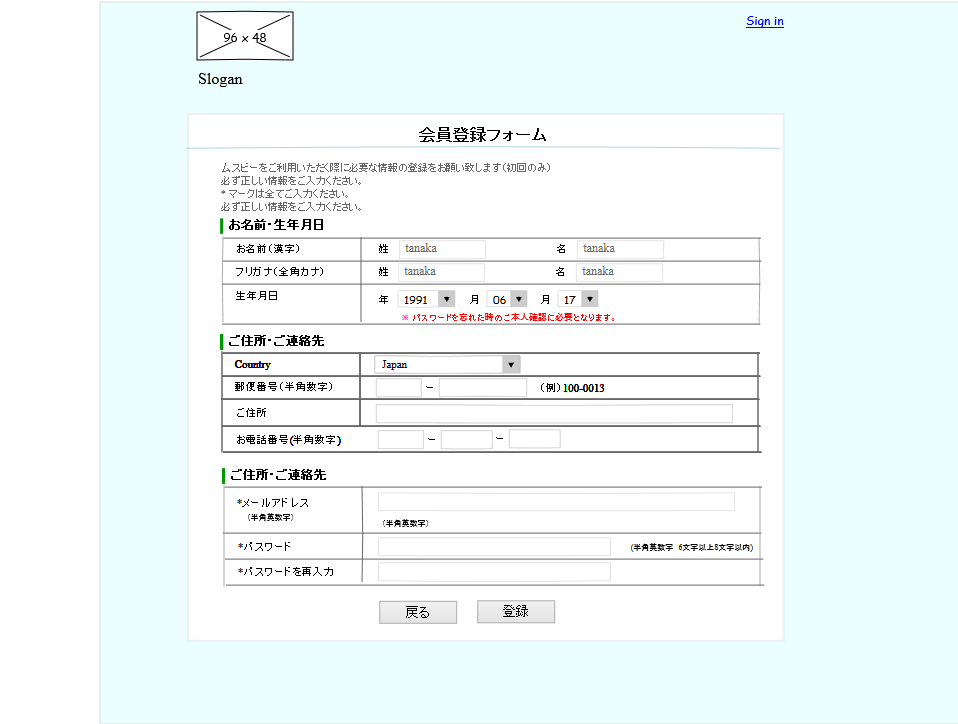 96 x 48
Sign in
Slogan
会員登録フォーム
ムスビーをご利用いただく際に必要な情報の登録をお願い致します(初回のみ)
必ず正しい情報をご入力ください。
* マークは全てご入力ください。
必ず正しい情報をご入力ください。
お名前・生年月日
お名前(漢字) 姓 tanaka 名 tanaka
フリガナ(全角カナ) 姓 tanaka 名 tanaka
生年月日 年 1991 月 06 月 17
※ パスワードを忘れた時のご本人確認に必要となります。
ご住所・ご連絡先
Country Japan
郵便番号(半角数字) - (例)100-0013
ご住所
お電話番号(半角数字) - -
ご住所・ご連絡先
*メールアドレス
(半角英数字) (半角英数字)
*パスワード (半角英数字 6文字以上8文字以内)
*パスワードを再入力
戻る 登録